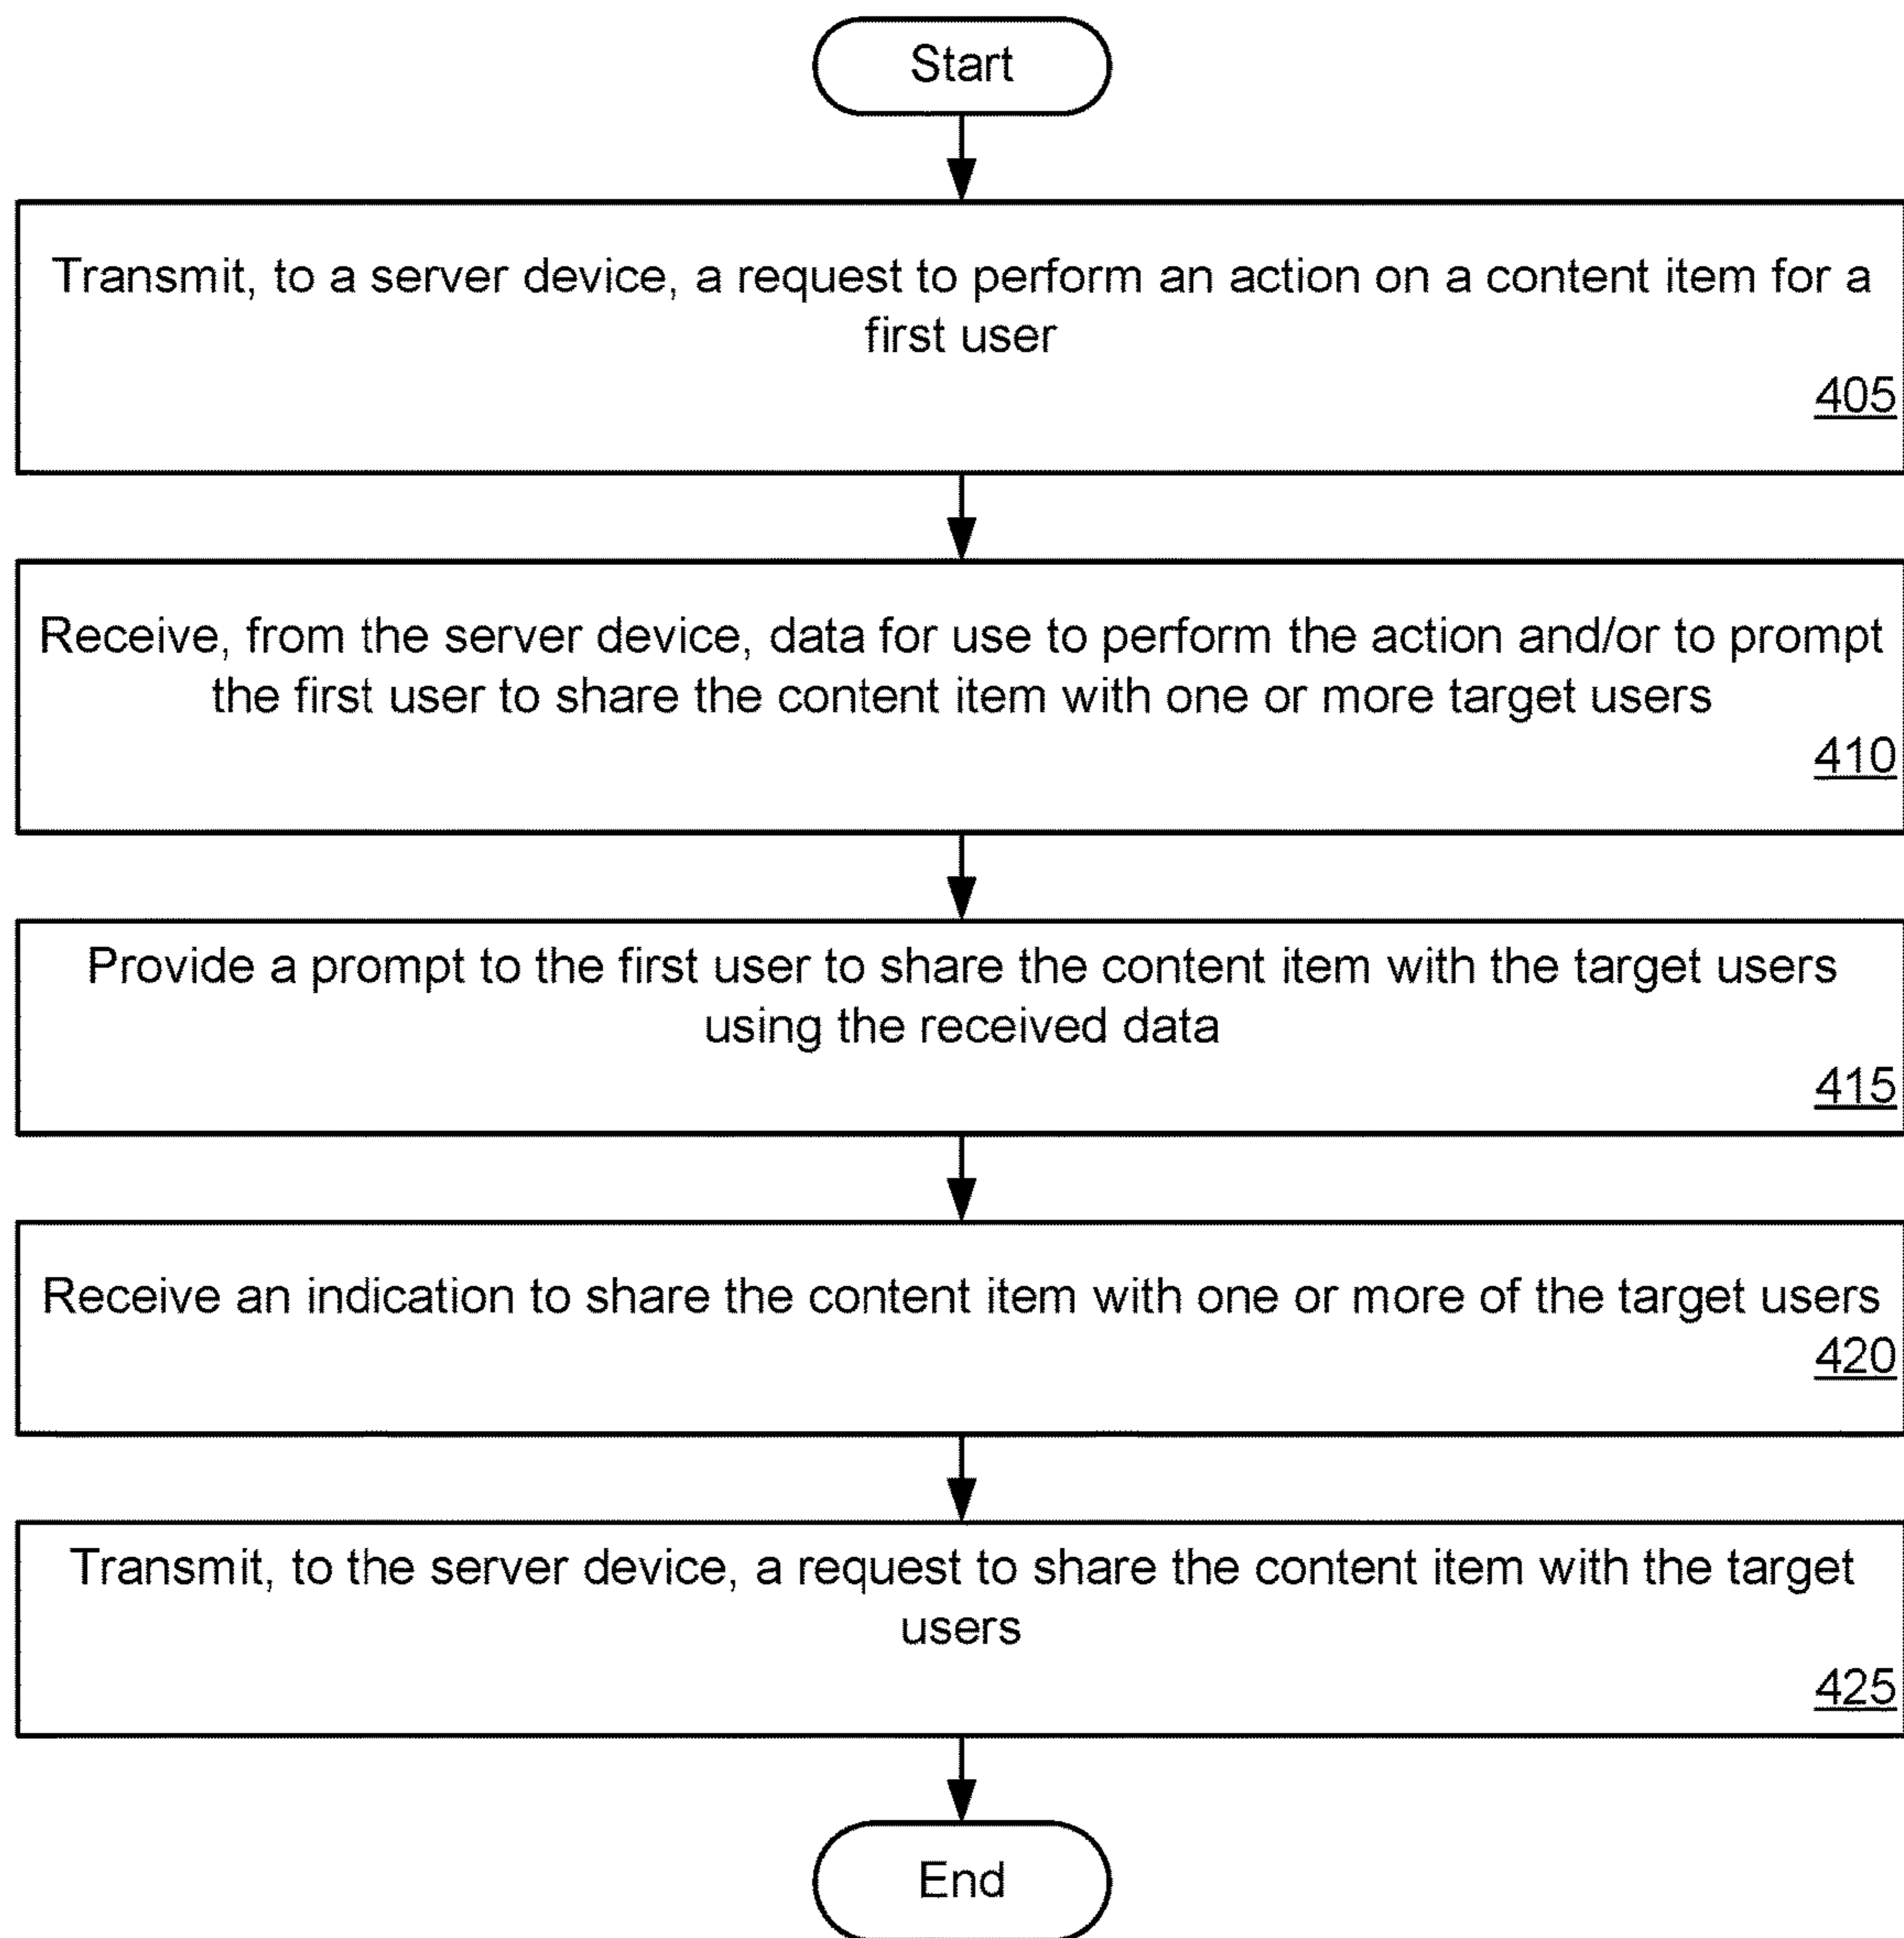 Start
Transmit, to a server device, a request to perform an action on a content item for a
first user
405
Receive, from the server device, data for use to perform the action and/or to prompt
the first user to share the content item with one or more target users
410
Provide a prompt to the first user to share the content item with the target users
using the received data
415
Receive an indication to share the content item with one or more of the target users
420
Transmit, to the server device, a request to share the content item with the target
users
425
End